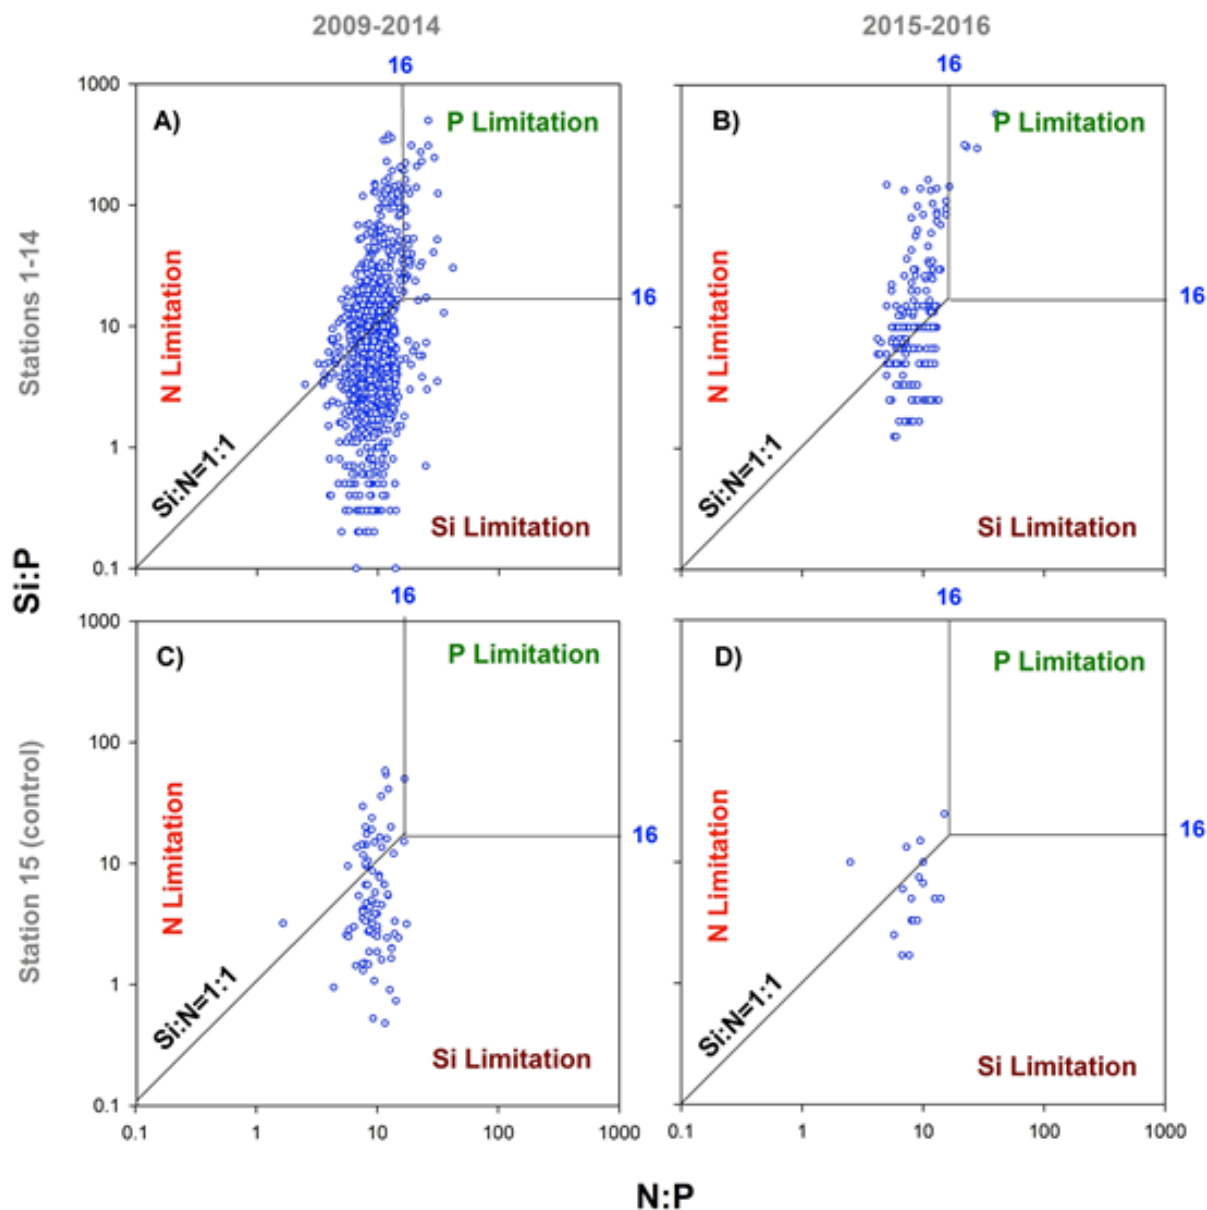 2009-2014
2015-2016
16
16
1000
100
10
1
0.1
A)
P Limitation
N Limitation
Si:N=1:1
Si Limitation
16
B)
P Limitation
N Limitation
Si:N=1:1
Si Limitation
16
Stations 1-14
Si:P
16
16
1000
100
10
1
0.1
C)
P Limitation
N Limitation
Si:N=1:1
Si Limitation
16
D)
P Limitation
N Limitation
Si:N=1:1
Si Limitation
16
Station 15 (control)
0.1
1
10
100
1000
0.1
1
10
100
1000
N:P